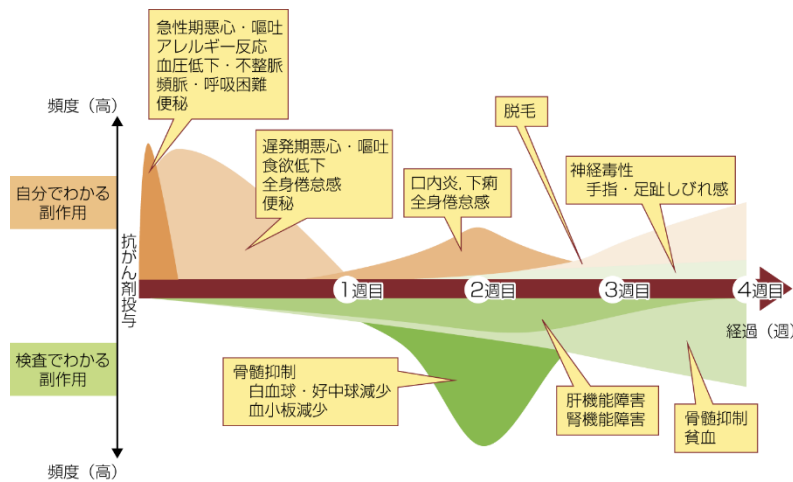 急性期悪心・嘔吐
アレルギー反応
血圧低下・不整脈
頻脈・呼吸困難
便秘
頻度（高）
自分でわかる
副作用
遅発期悪心・嘔吐
食欲低下
全身倦怠感
便秘
口内炎, 下痢
全身倦怠感
脱毛
神経毒性
手指・足趾しびれ感
抗がん剤投与
1週目
2週目
3週目
4週目
経過（週）
検査でわかる
副作用
骨髄抑制
白血球・好中球減少
血小板減少
肝機能障害
腎機能障害
骨髄抑制
貧血
頻度（高）